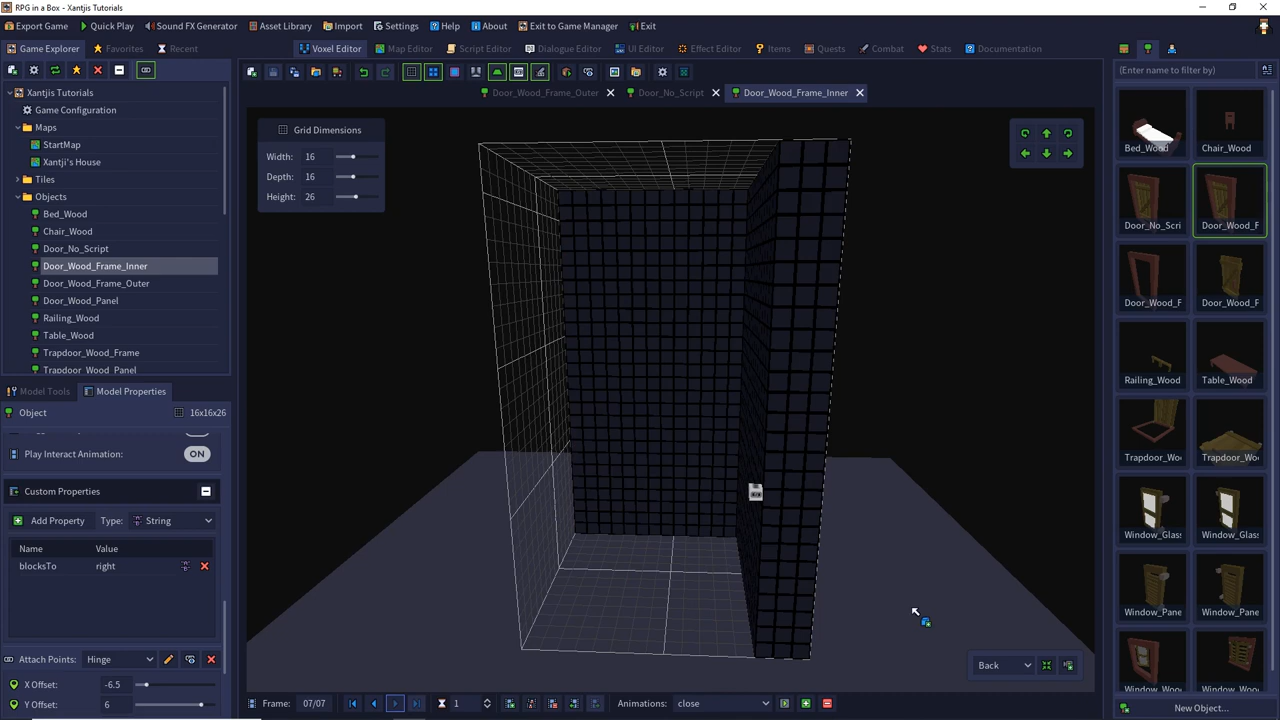 RPG in a Box - Xantjis Tutorials
Export Game Quick Play Sound FX Generator Asset Library Import Settings Help About Exit to Game Manager Exit
Game Explorer Favorites Recent Voxel Editor Map Editor Script Editor Dialogue Editor UI Editor Effect Editor Items Quests Combat Stats Documentation
Door_Wood_Frame_Outer Door_No_Script Door_Wood_Frame_Inner
(Enter name to filter by)
Xantjis Tutorials
Game Configuration
Maps
StartMap
Xantji's House
Tiles
Objects
Bed_Wood
Chair_Wood
Door_No_Script
Door_Wood_Frame_Inner
Door_Wood_Frame_Outer
Door_Wood_Panel
Railing_Wood
Table_Wood
Trapdoor_Wood_Frame
Trapdoor_Wood_Panel
Model Tools Model Properties
Object 16x16x26
Play Interact Animation: ON
Custom Properties
Add Property Type: String
Name Value
blocksTo right
Attach Points: Hinge
X Offset: -6.5
Y Offset: 6
Grid Dimensions
Width: 16
Depth: 16
Height: 26
Back
Frame: 07/07 1 Animations: close
Bed_Wood Chair_Wood
Door_No_Scri Door_Wood_F
Door_Wood_F Door_Wood_F
Railing_Wood Table_Wood
Trapdoor_Woo Trapdoor_Woo
Window_Glass Window_Glass
Window_Pane Window_Pane
Window_Wood Window_Wood
New Object...